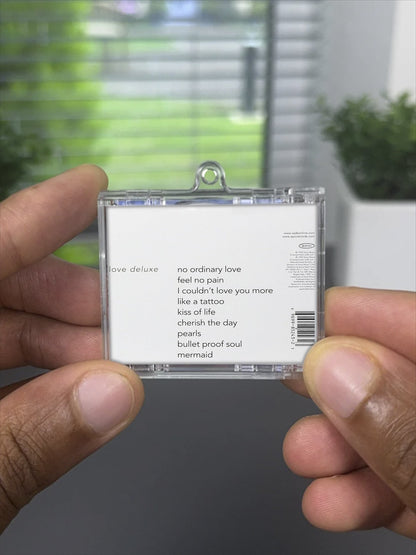 love deluxe
no ordinary love
feel no pain
I couldn't love you more
like a tattoo
kiss of life
cherish the day
pearls
bullet proof soul
mermaid